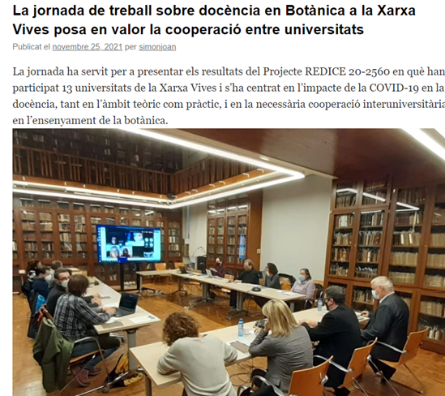 La jornada de treball sobre docència en Botànica a la Xarxa
Vives posa en valor la cooperació entre universitats
Publicat el novembre 25, 2021 per simonjoan
La jornada ha servit per a presentar els resultats del Projecte REDICE 20-2560 en què han
participat 13 universitats de la Xarxa Vives i s'ha centrat en l'impacte de la COVID-19 en la
docència, tant en l'àmbit teòric com pràctic, i en la necessària cooperació interuniversitària
en l'ensenyament de la botànica.